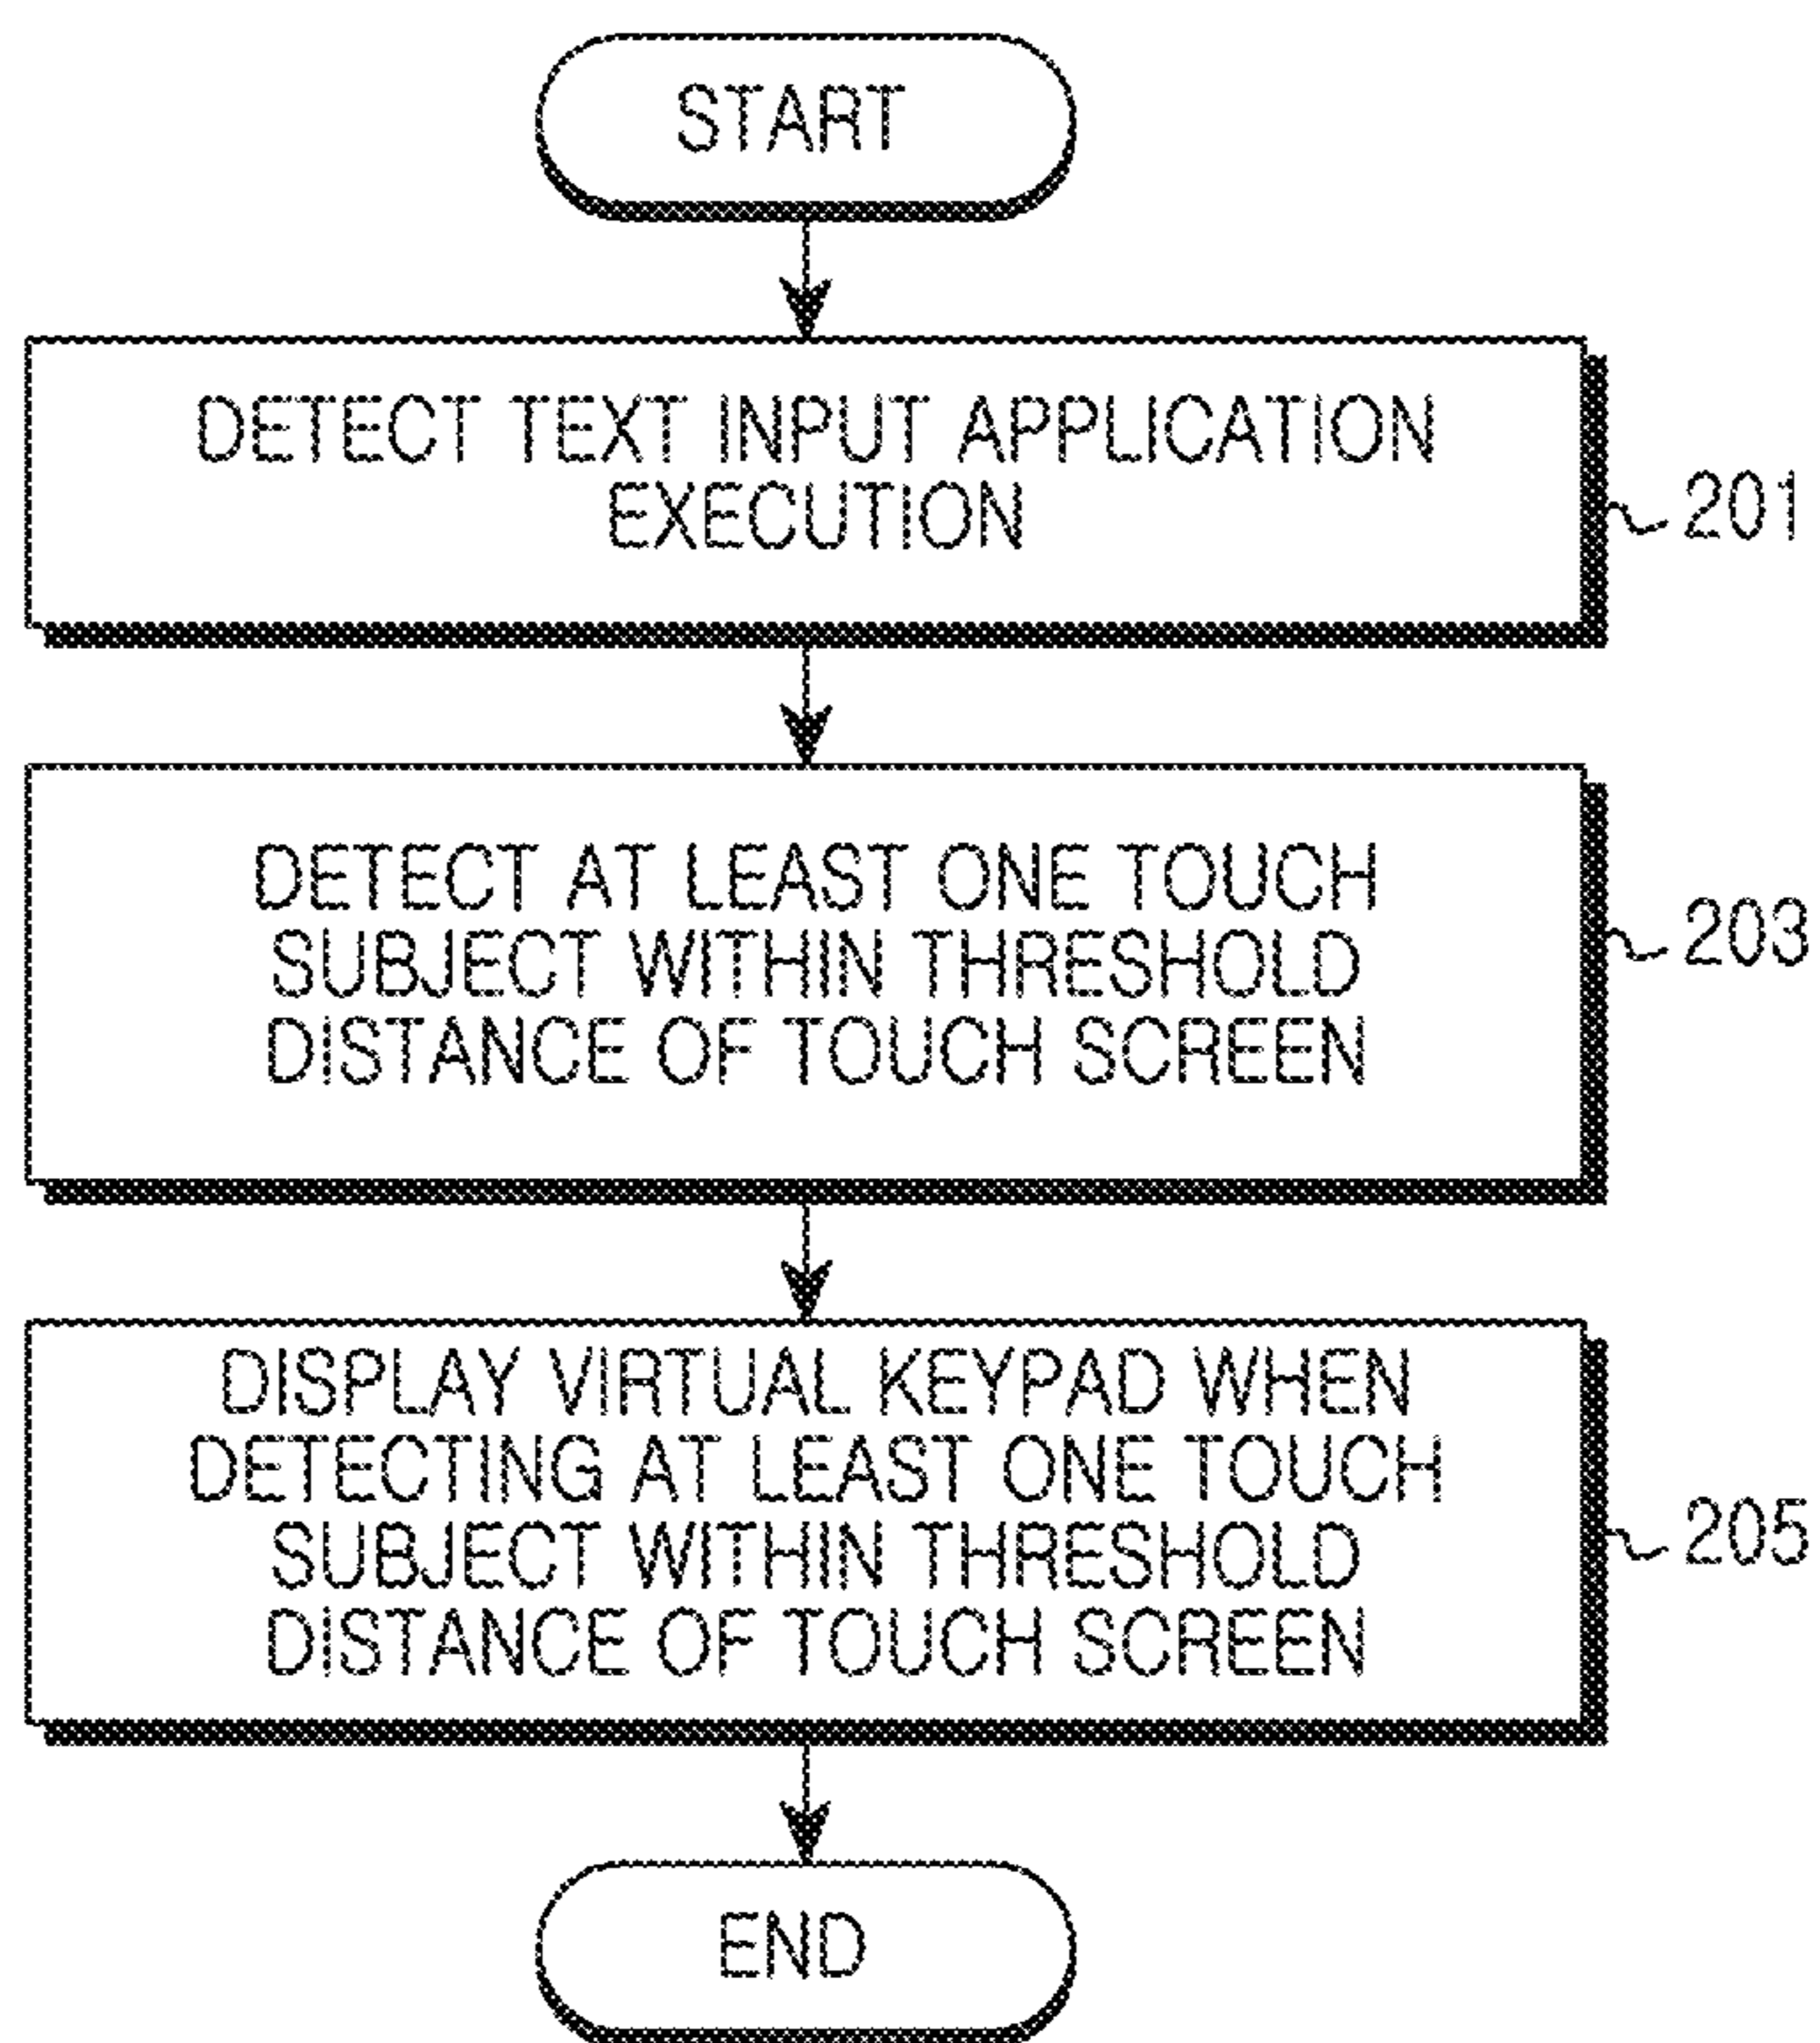 START
DETECT TEXT INPUT APPLICATION
EXECUTION
201
DETECT AT LEAST ONE TOUCH
SUBJECT WITHIN THRESHOLD
DISTANCE OF TOUCH SCREEN
203
DISPLAY VIRTUAL KEYPAD WHEN
DETECTING AT LEAST ONE TOUCH
SUBJECT WITHIN THRESHOLD
DISTANCE OF TOUCH SCREEN
205
END